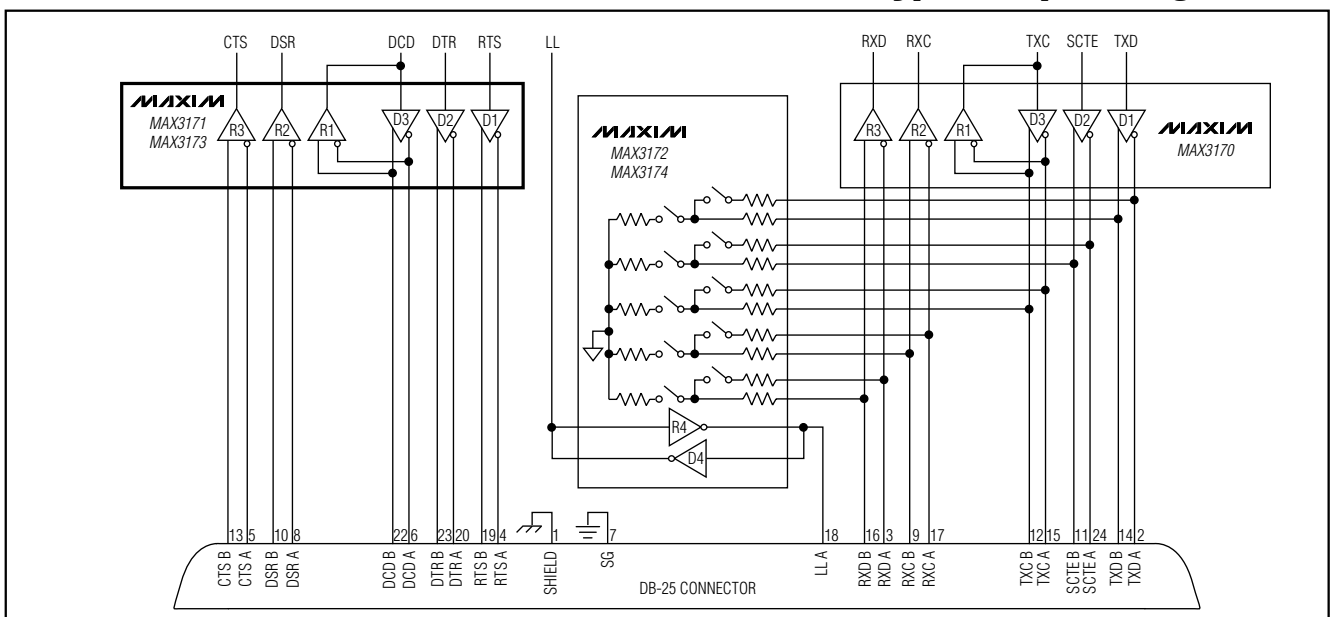 CTS DSR DCD DTR RTS LL RXD RXC TXC SCTE TXD
MAXIM
MAX3171
MAX3173
R3 R2 R1 D3 D2 D1
MAXIM
MAX3172
MAX3174
R3 R2 R1 D3 D2 D1
MAXIM
MAX3170
R4
D4
13 5 10 8 22 6 23 20 19 4 1 7 18 16 3 9 17 12 15 11 24 14 2
CTS B
CTS A
DSR B
DSR A
DCD B
DCD A
DTR B
DTR A
RTS B
RTS A
SHIELD
SG
LL A
RXD B
RXD A
RXC B
RXC A
TXC B
TXC A
SCTE B
SCTE A
TXD B
TXD A
DB-25 CONNECTOR